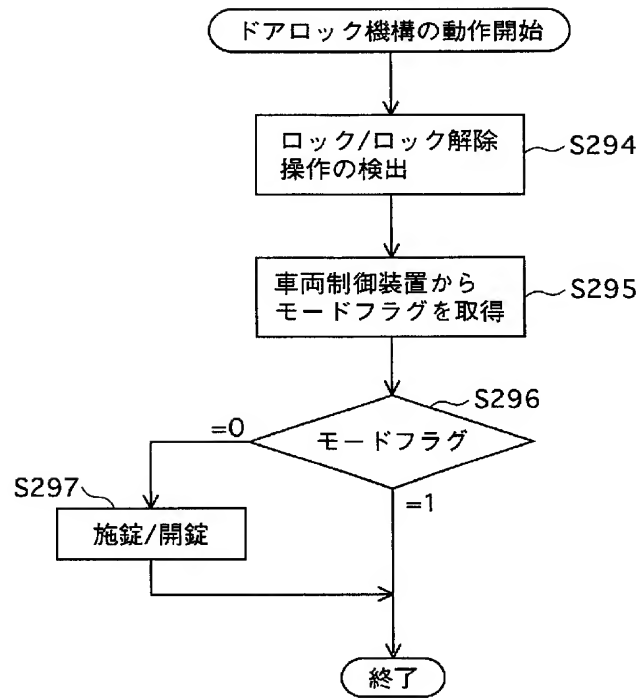 ドアロック機構の動作開始
ロック/ロック解除
操作の検出
S294
車両制御装置から
モードフラグを取得
S295
S296
=0
モードフラグ
S297
=1
施錠/開錠
終了